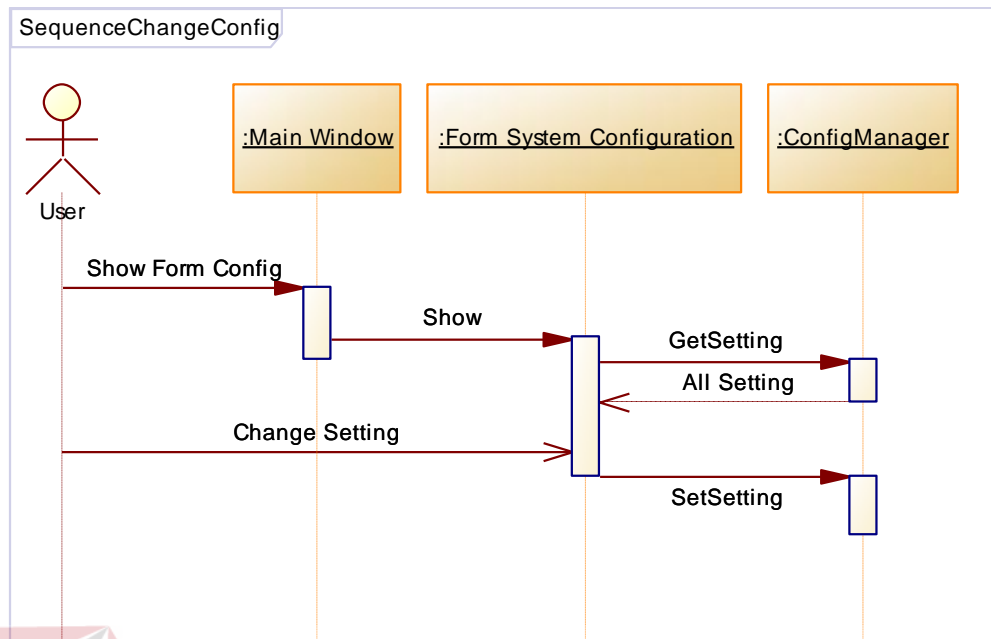 SequenceChangeConfig
:Main Window
:Form System Configuration
:ConfigManager
User
Show Form Config
Show
GetSetting
All Setting
Change Setting
SetSetting